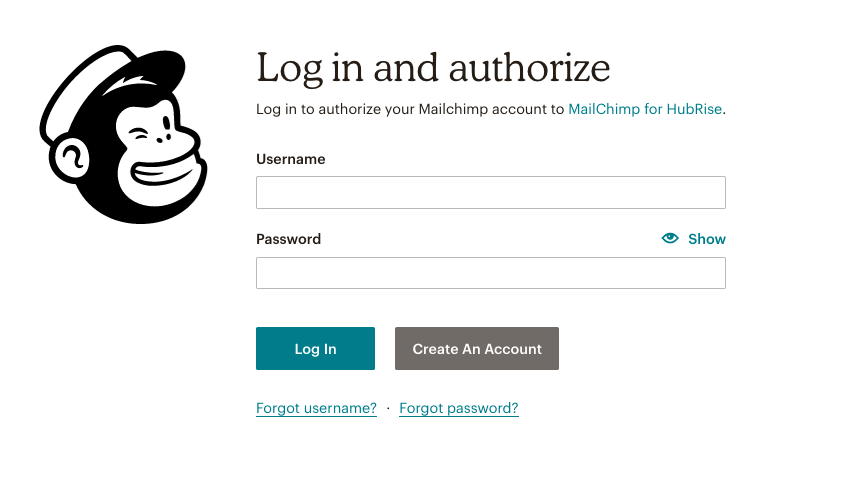 Log in and authorize
Log in to authorize your Mailchimp account to MailChimp for HubRise.
Username
Password
Show
Log In
Create An Account
Forgot username? · Forgot password?